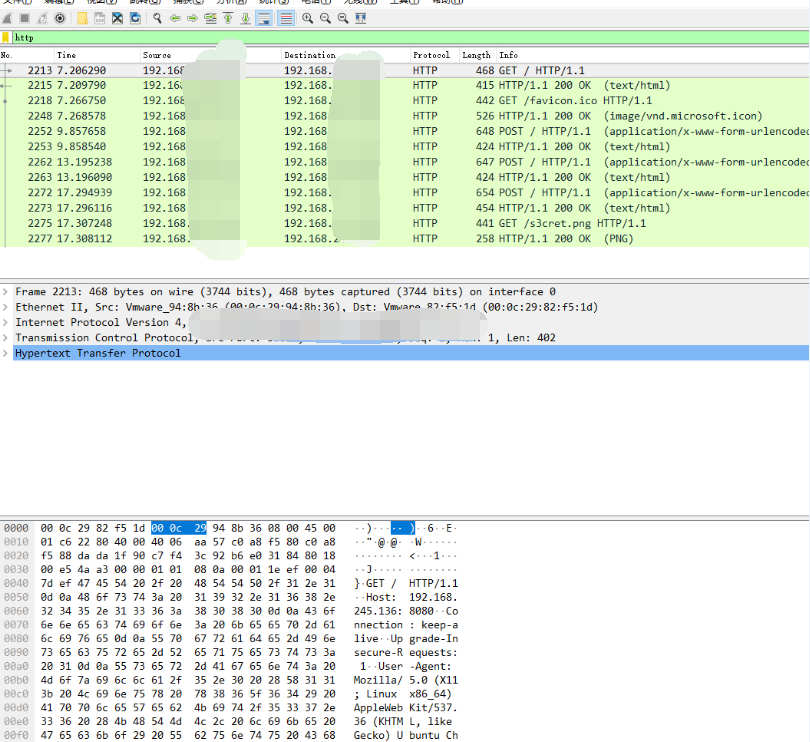 http
No. Time Source Destination Protocol Length Info
2213 7.206290 192.168 192.168. HTTP 468 GET / HTTP/1.1
2215 7.209790 192.168 192.168. HTTP 415 HTTP/1.1 200 OK (text/html)
2218 7.266750 192.168 192.168. HTTP 442 GET /favicon.ico HTTP/1.1
2248 7.268578 192.168 192.168. HTTP 526 HTTP/1.1 200 OK (image/vnd.microsoft.icon)
2252 9.857658 192.168 192.168. HTTP 648 POST / HTTP/1.1 (application/x-www-form-urlencoded
2253 9.858540 192.168 192.168. HTTP 424 HTTP/1.1 200 OK (text/html)
2262 13.195238 192.168 192.168. HTTP 647 POST / HTTP/1.1 (application/x-www-form-urlencoded
2263 13.196090 192.168. 192.168. HTTP 424 HTTP/1.1 200 OK (text/html)
2272 17.294939 192.168. 192.168. HTTP 654 POST / HTTP/1.1 (application/x-www-form-urlencoded
2273 17.296116 192.168. 192.168. HTTP 454 HTTP/1.1 200 OK (text/html)
2275 17.307248 192.168. 192.168. HTTP 441 GET /s3cret.png HTTP/1.1
2277 17.308112 192.168. 192.168. HTTP 258 HTTP/1.1 200 OK (PNG)
Frame 2213: 468 bytes on wire (3744 bits), 468 bytes captured (3744 bits) on interface 0
Ethernet II, Src: Vmware_94:8b:36 (00:0c:29:94:8b:36), Dst: Vmware_82:f5:1d (00:0c:29:82:f5:1d)
Internet Protocol Version 4,
Transmission Control Protocol, 1, Len: 402
Hypertext Transfer Protocol
0000 00 0c 29 82 f5 1d 00 0c 29 94 8b 36 08 00 45 00 ··)····· )··6··E·
0010 01 c6 22 80 40 00 40 06 aa 57 c0 a8 f5 80 c0 a8 ··"·@·@· ·W······
0020 f5 88 da da 1f 90 c7 f4 3c 92 b6 e0 31 84 80 18 ········ <···1···
0030 00 e5 4a a3 00 00 01 01 08 0a 00 01 1e ef 00 04 ··J····· ········
0040 7d ef 47 45 54 20 2f 20 48 54 54 50 2f 31 2e 31 }·GET / HTTP/1.1
0050 0d 0a 48 6f 73 74 3a 20 31 39 32 2e 31 36 38 2e ··Host: 192.168.
0060 32 34 35 2e 31 33 36 3a 38 30 38 30 0d 0a 43 6f 245.136: 8080··Co
0070 6e 6e 65 63 74 69 6f 6e 3a 20 6b 65 65 70 2d 61 nnection : keep-a
0080 6c 69 76 65 0d 0a 55 70 67 72 61 64 65 2d 49 6e live··Up grade-In
0090 73 65 63 75 72 65 2d 52 65 71 75 65 73 74 73 3a secure-R equests:
00a0 20 31 0d 0a 55 73 65 72 2d 41 67 65 6e 74 3a 20 1··User -Agent:
00b0 4d 6f 7a 69 6c 6c 61 2f 35 2e 30 20 28 58 31 31 Mozilla/ 5.0 (X11
00c0 3b 20 4c 69 6e 75 78 20 78 38 36 5f 36 34 29 20 ; Linux x86_64)
00d0 41 70 70 6c 65 57 65 62 4b 69 74 2f 35 33 37 2e AppleWeb Kit/537.
00e0 33 36 20 28 4b 48 54 4d 4c 2c 20 6c 69 6b 65 20 36 (KHTM L, like
00f0 47 65 63 6b 6f 29 20 55 62 75 6e 74 75 20 43 68 Gecko) U buntu Ch